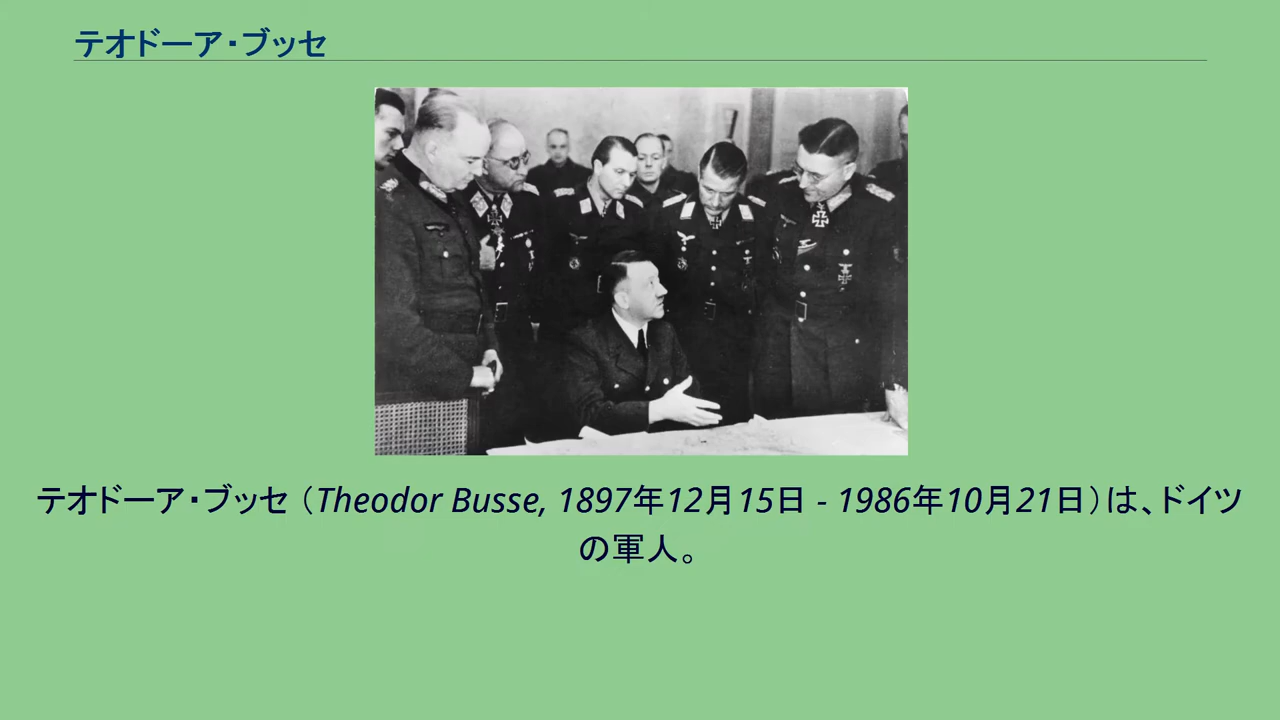 テオドーア・ブッセ
テオドーア・ブッセ（Theodor Busse, 1897年12月15日 - 1986年10月21日）は、ドイツ
の軍人。